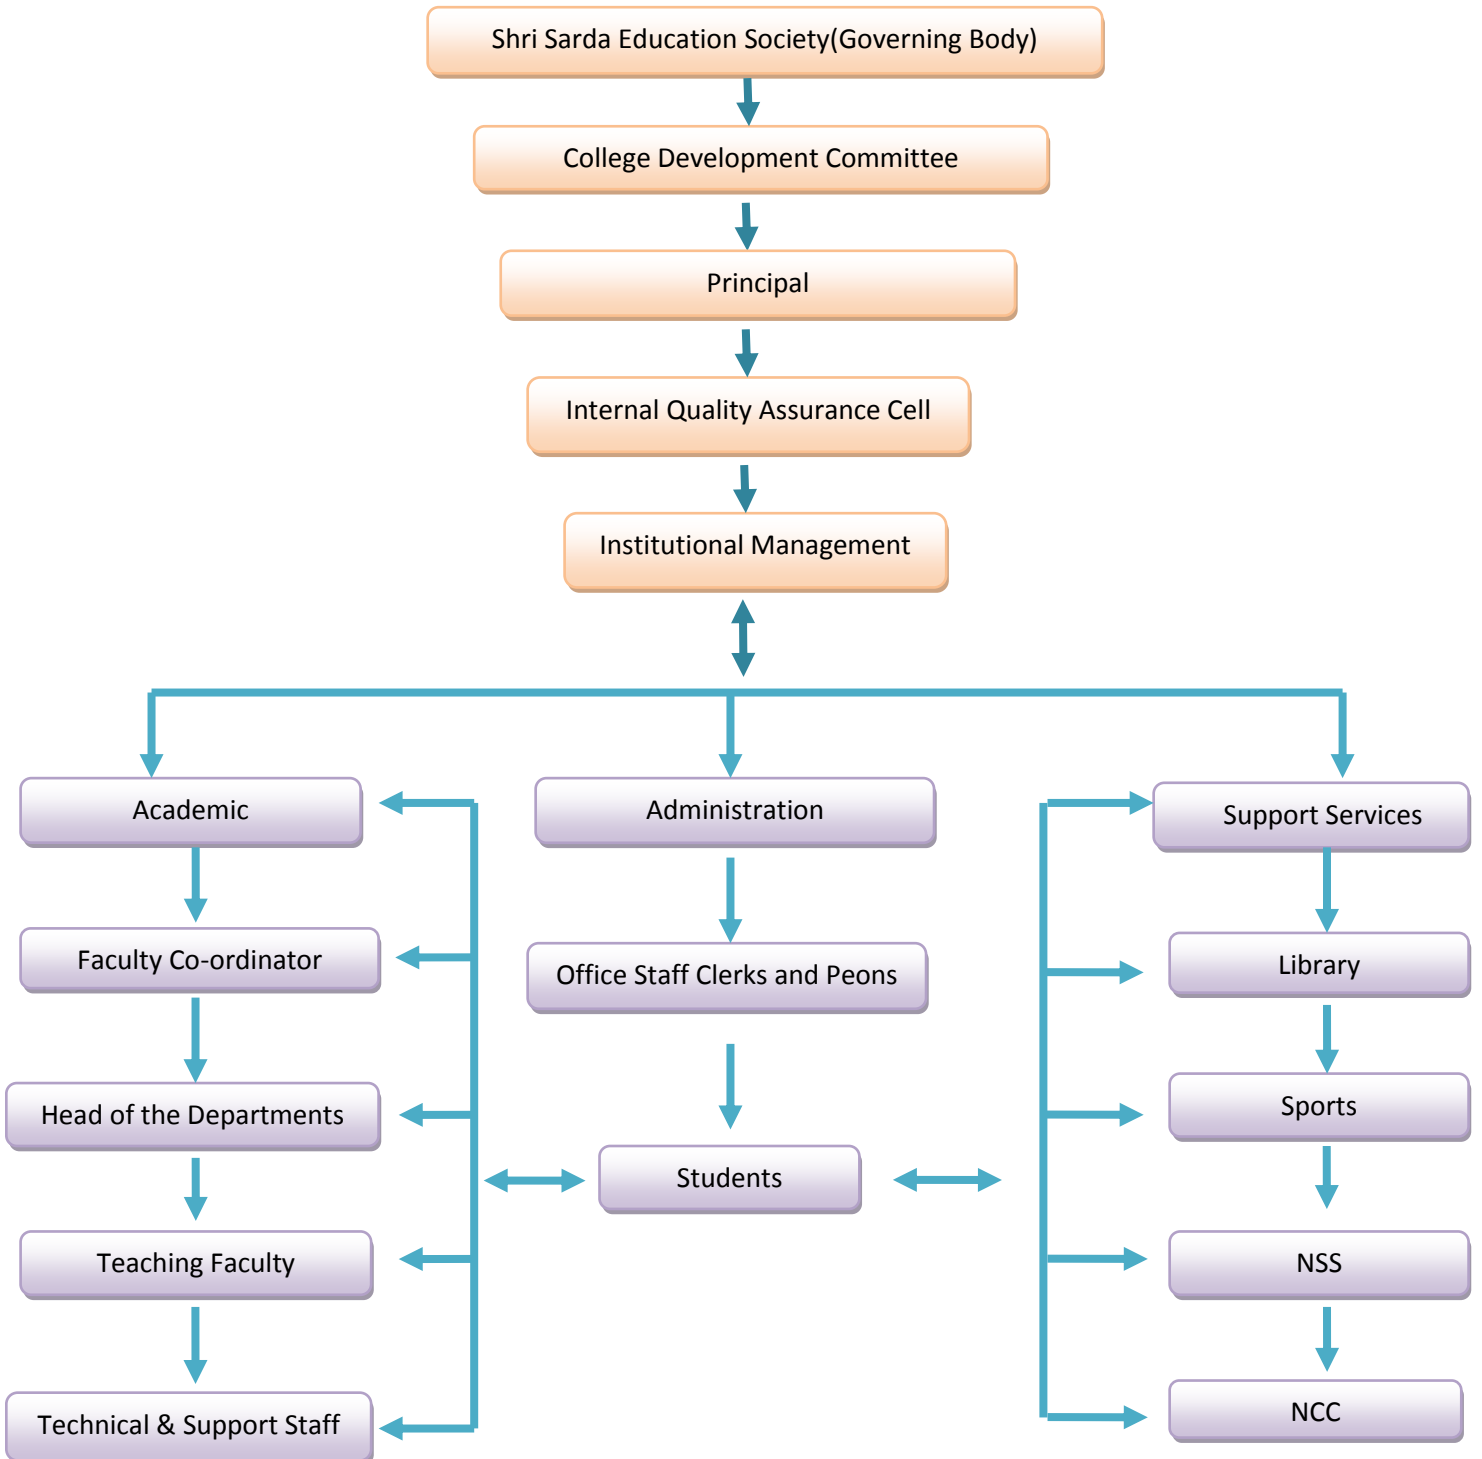 Shri Sarda Education Society(Governing Body)
College Development Committee
Principal
Internal Quality Assurance Cell
Institutional Management
Academic
Administration
Support Services
Faculty Co-ordinator
Office Staff Clerks and Peons
Library
Head of the Departments
Students
Sports
Teaching Faculty
NSS
Technical & Support Staff
NCC